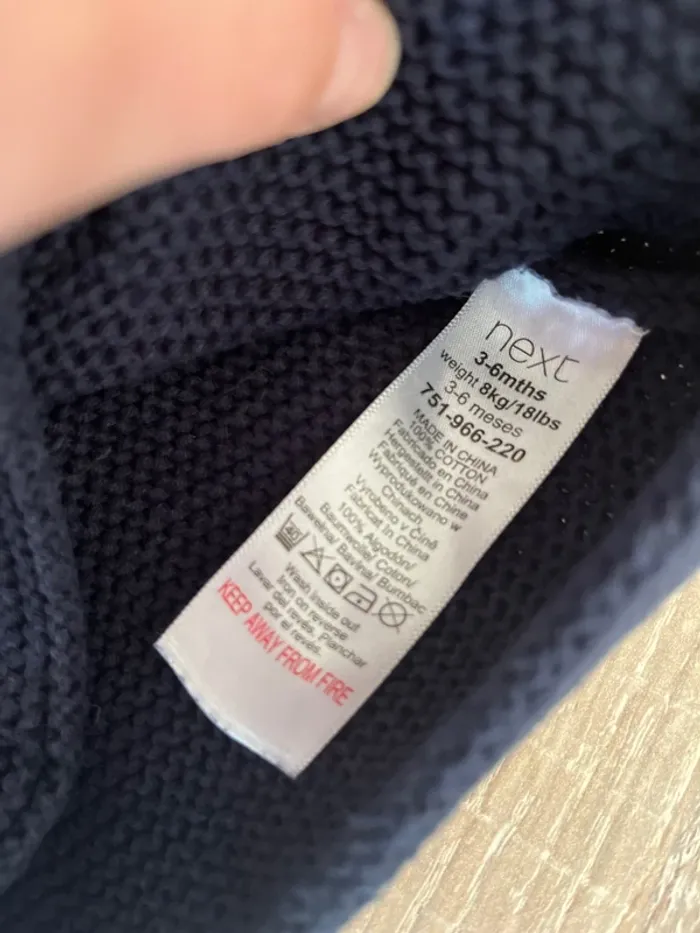 next
3-6mths
weight 8kg/18lbs
3-6 meses
751-966-220
MADE IN CHINA
100% COTTON
Fabricado en China
Hergestellt in China
Fabriqué en Chine
Wyprodukowano w
Chinach
Vyrobeno v Číně
Fabricat în China
100% Algodón/
Baumwolle/ Coton/
Bawełna/ Bavlna/ Bumbac
Wash inside out
Iron on reverse
Lavar del revés. Planchar
por el revés.
KEEP AWAY FROM FIRE